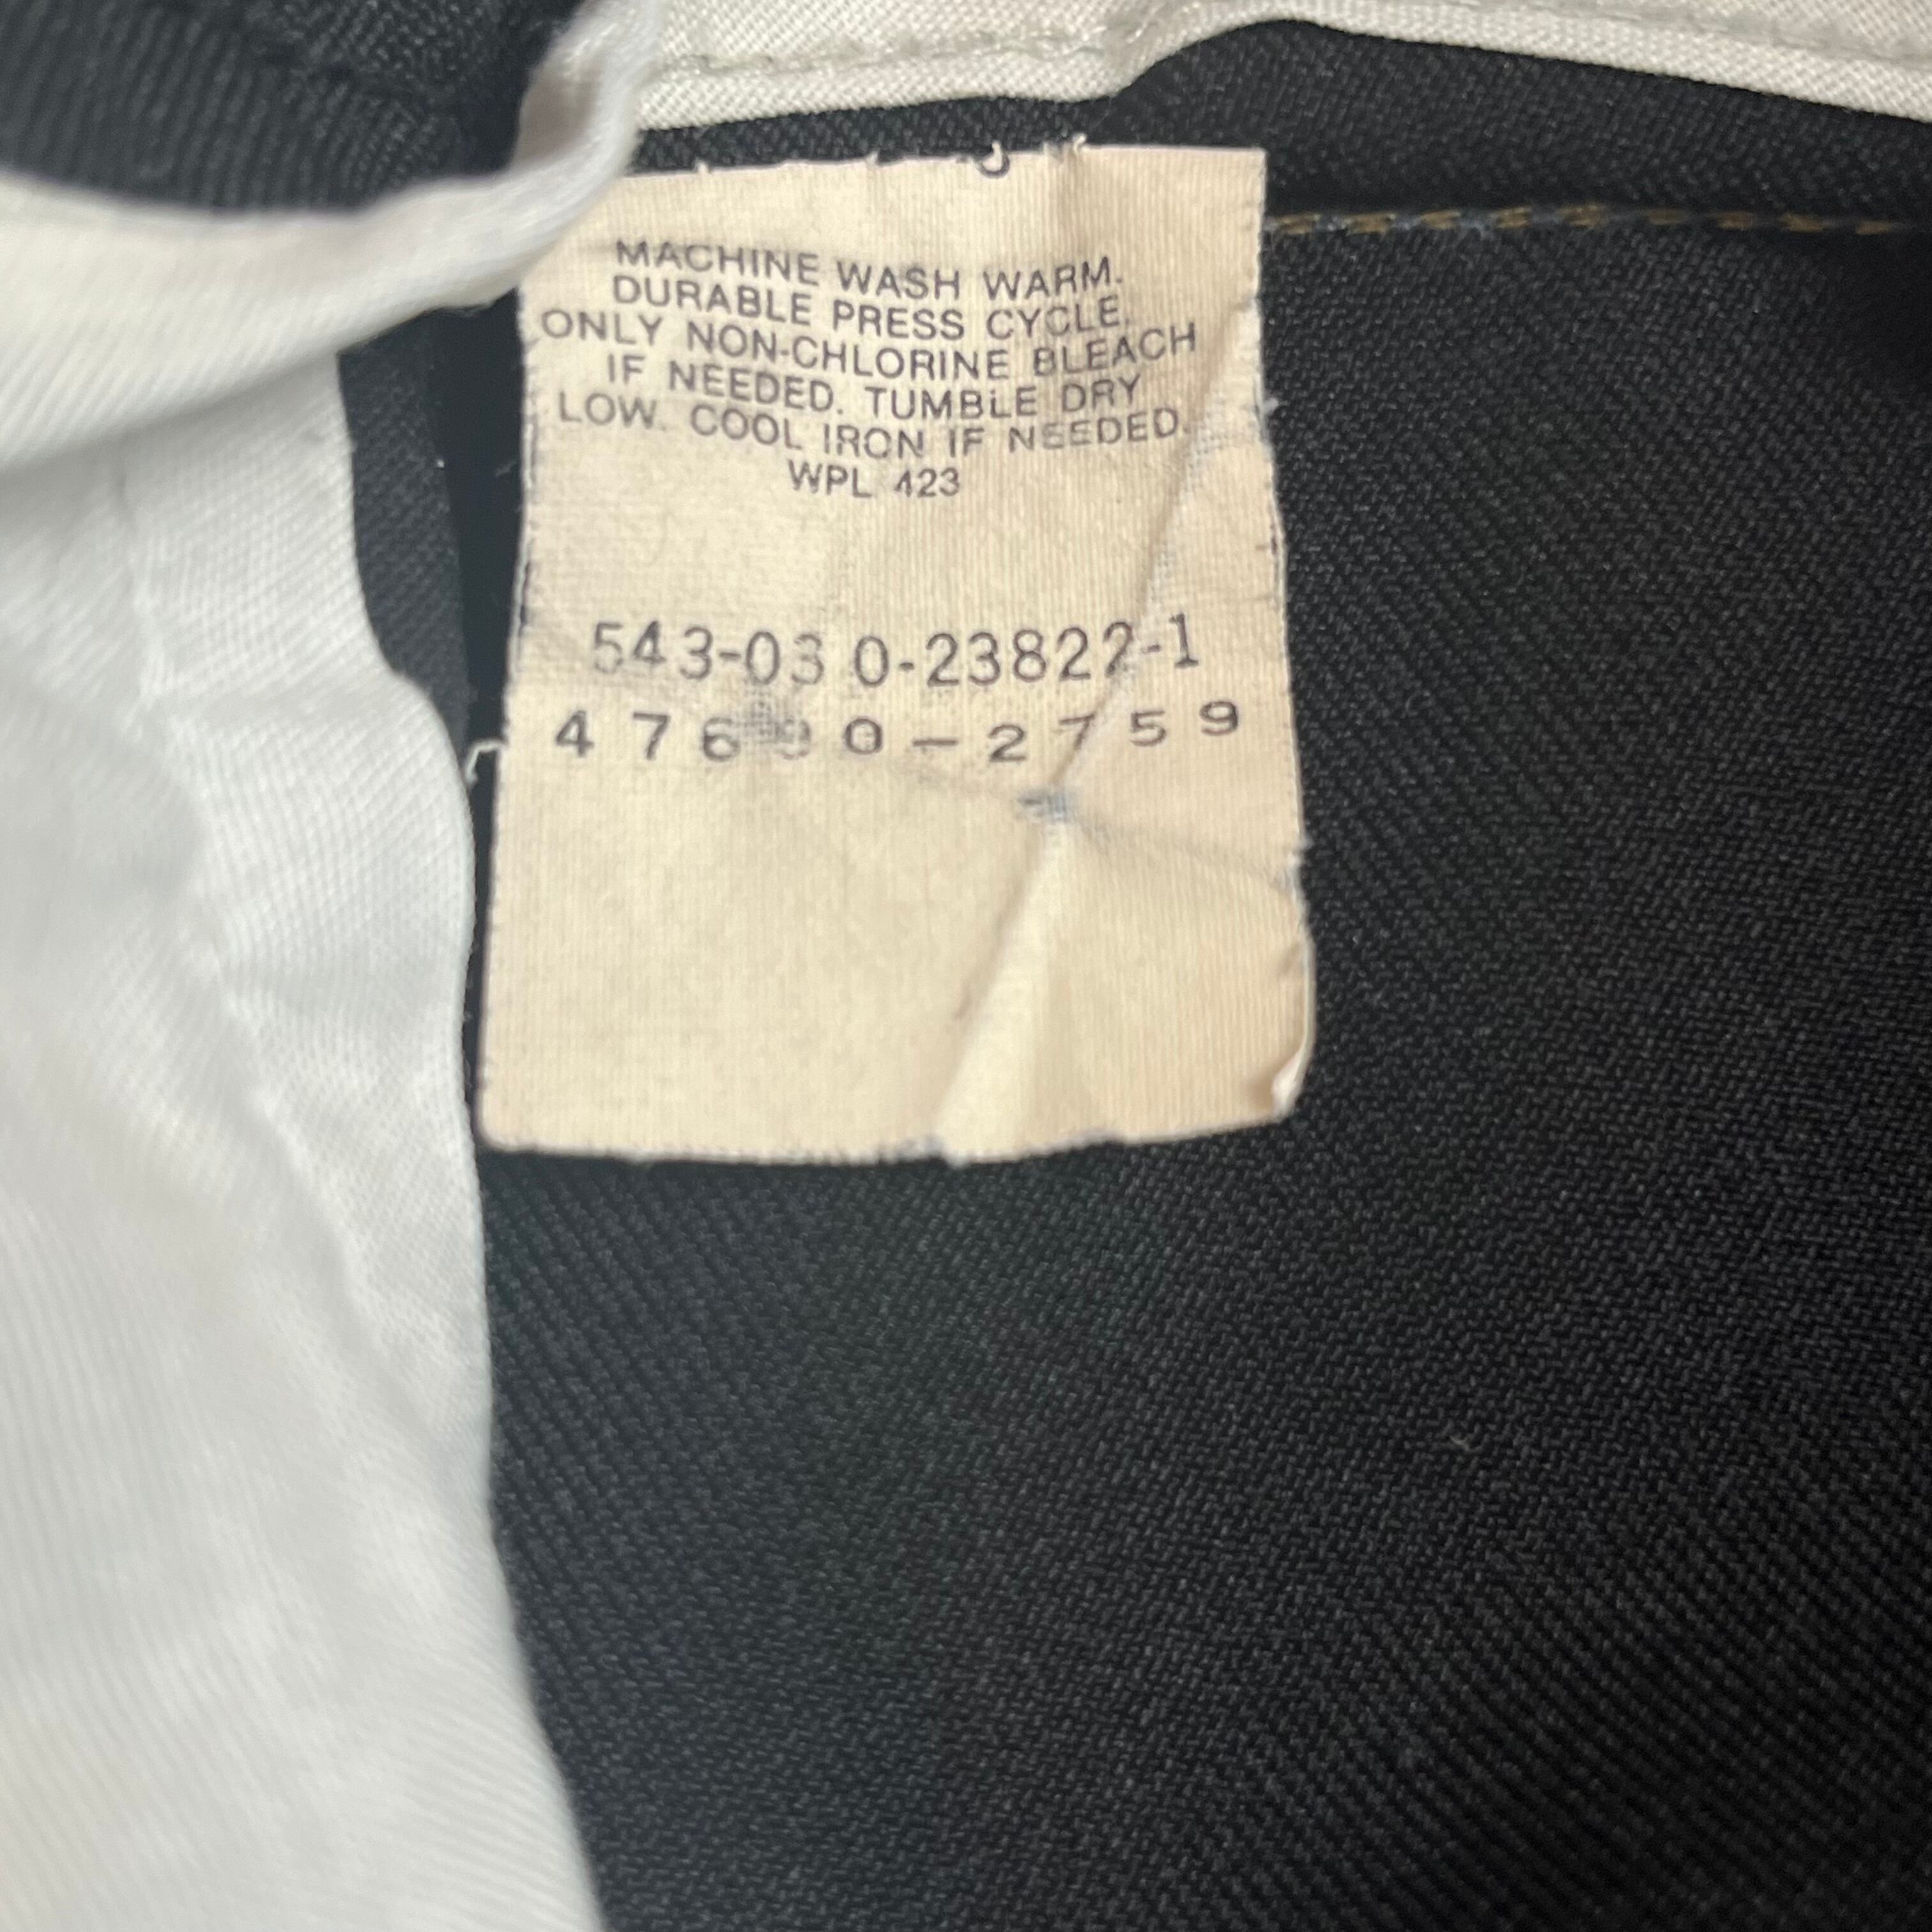 MACHINE WASH WARM.
DURABLE PRESS CYCLE.
ONLY NON-CHLORINE BLEACH
IF NEEDED. TUMBLE DRY
LOW. COOL IRON IF NEEDED.
WPL 423
543-03 0-23822-1